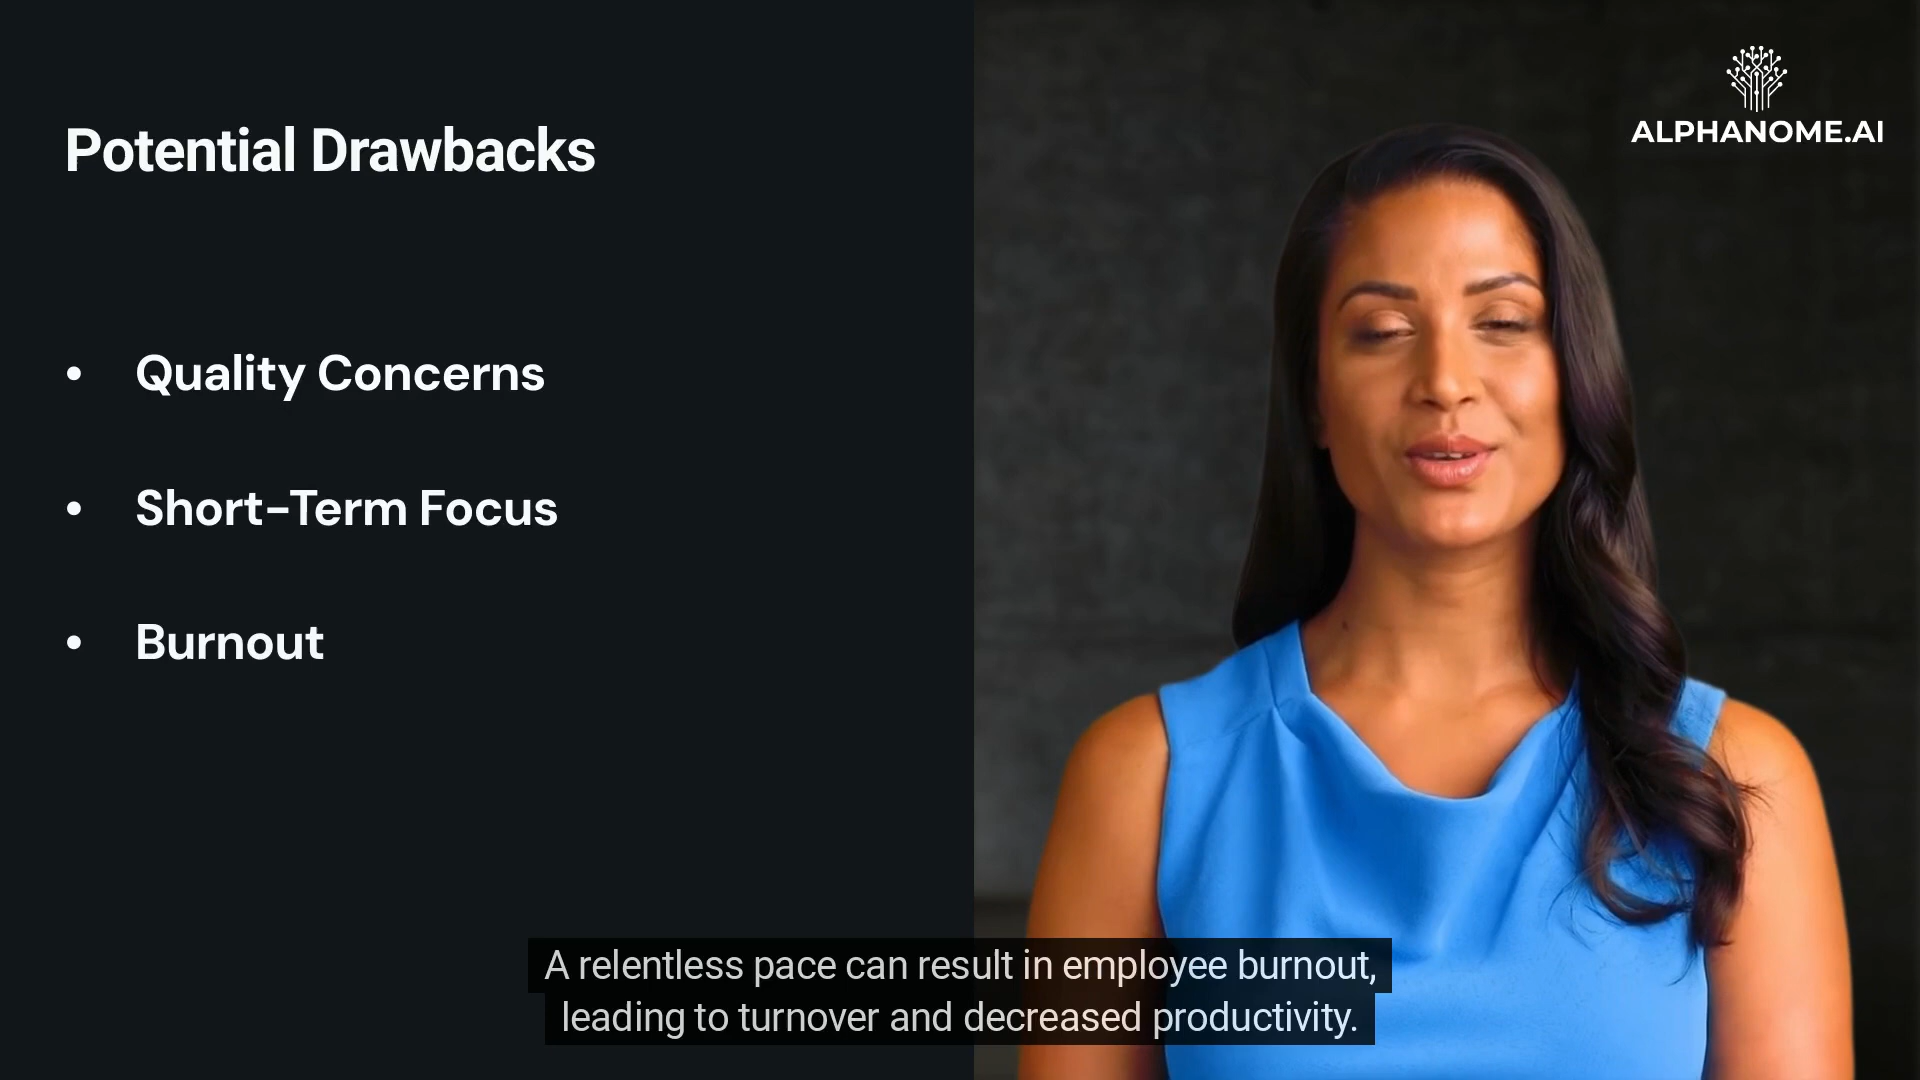 ALPHANOME.AI
Potential Drawbacks
• Quality Concerns
• Short-Term Focus
• Burnout
A relentless pace can result in employee burnout,
leading to turnover and decreased productivity.